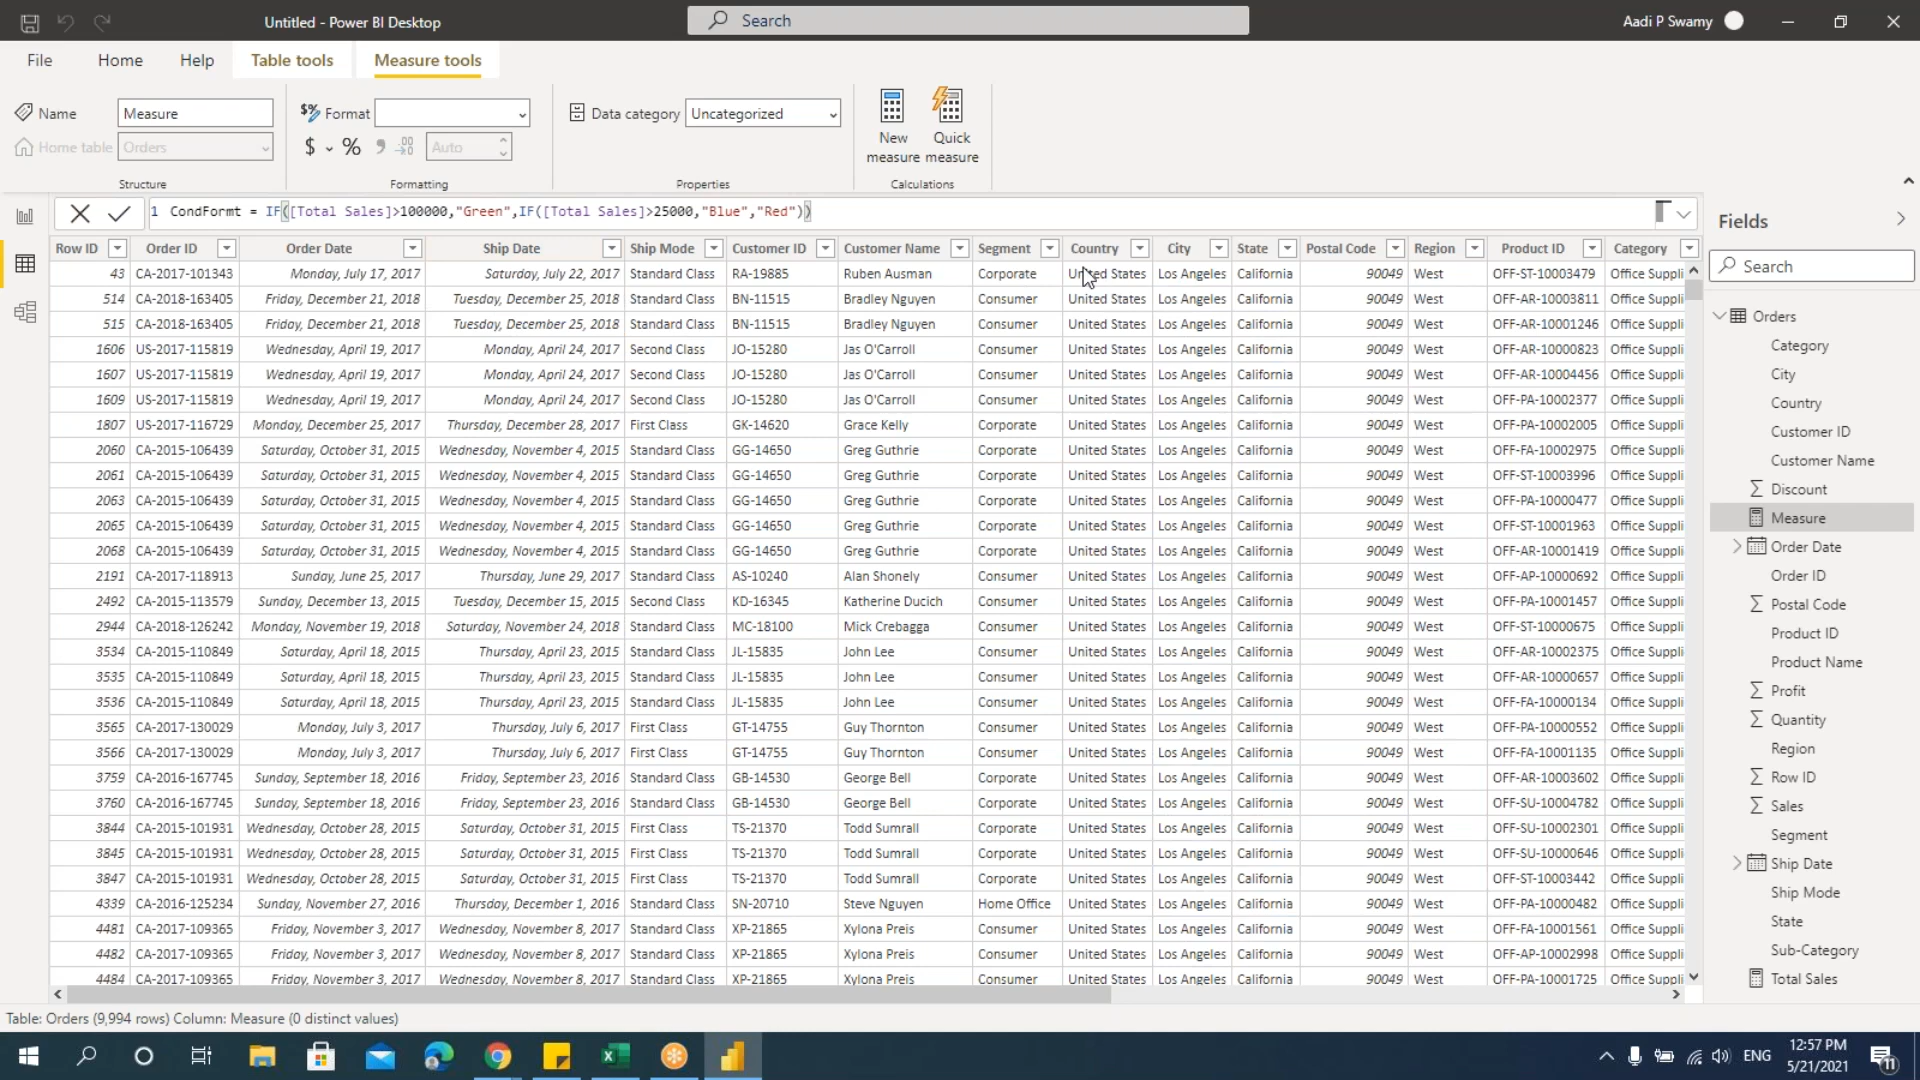 Untitled - Power BI Desktop
Search
Aadi P Swamy
File Home Help Table tools Measure tools
Name Measure
Home table Orders
Structure
Format
$ % 9 Auto
Formatting
Data category Uncategorized
Properties
New measure
Quick measure
Calculations
1 CondFormt = IF([Total Sales]>100000,"Green",IF([Total Sales]>25000,"Blue","Red"))
Row ID Order ID Order Date Ship Date Ship Mode Customer ID Customer Name Segment Country City State Postal Code Region Product ID Category
43 CA-2017-101343 Monday, July 17, 2017 Saturday, July 22, 2017 Standard Class RA-19885 Ruben Ausman Corporate United States Los Angeles California 90049 West OFF-ST-10003479 Office Suppli
514 CA-2018-163405 Friday, December 21, 2018 Tuesday, December 25, 2018 Standard Class BN-11515 Bradley Nguyen Consumer United States Los Angeles California 90049 West OFF-AR-10003811 Office Suppli
515 CA-2018-163405 Friday, December 21, 2018 Tuesday, December 25, 2018 Standard Class BN-11515 Bradley Nguyen Consumer United States Los Angeles California 90049 West OFF-AR-10001246 Office Suppli
1606 US-2017-115819 Wednesday, April 19, 2017 Monday, April 24, 2017 Second Class JO-15280 Jas O'Carroll Consumer United States Los Angeles California 90049 West OFF-AR-10000823 Office Suppli
1607 US-2017-115819 Wednesday, April 19, 2017 Monday, April 24, 2017 Second Class JO-15280 Jas O'Carroll Consumer United States Los Angeles California 90049 West OFF-AR-10004456 Office Suppli
1609 US-2017-115819 Wednesday, April 19, 2017 Monday, April 24, 2017 Second Class JO-15280 Jas O'Carroll Consumer United States Los Angeles California 90049 West OFF-PA-10002377 Office Suppli
1807 US-2017-116729 Monday, December 25, 2017 Thursday, December 28, 2017 First Class GK-14620 Grace Kelly Corporate United States Los Angeles California 90049 West OFF-PA-10002005 Office Suppli
2060 CA-2015-106439 Saturday, October 31, 2015 Wednesday, November 4, 2015 Standard Class GG-14650 Greg Guthrie Corporate United States Los Angeles California 90049 West OFF-FA-10002975 Office Suppli
2061 CA-2015-106439 Saturday, October 31, 2015 Wednesday, November 4, 2015 Standard Class GG-14650 Greg Guthrie Corporate United States Los Angeles California 90049 West OFF-ST-10003996 Office Suppli
2063 CA-2015-106439 Saturday, October 31, 2015 Wednesday, November 4, 2015 Standard Class GG-14650 Greg Guthrie Corporate United States Los Angeles California 90049 West OFF-PA-10000477 Office Suppli
2065 CA-2015-106439 Saturday, October 31, 2015 Wednesday, November 4, 2015 Standard Class GG-14650 Greg Guthrie Corporate United States Los Angeles California 90049 West OFF-ST-10001963 Office Suppli
2068 CA-2015-106439 Saturday, October 31, 2015 Wednesday, November 4, 2015 Standard Class GG-14650 Greg Guthrie Corporate United States Los Angeles California 90049 West OFF-AR-10001419 Office Suppli
2191 CA-2017-118913 Sunday, June 25, 2017 Thursday, June 29, 2017 Standard Class AS-10240 Alan Shonely Consumer United States Los Angeles California 90049 West OFF-AP-10000692 Office Suppli
2492 CA-2015-113579 Sunday, December 13, 2015 Tuesday, December 15, 2015 Second Class KD-16345 Katherine Ducich Consumer United States Los Angeles California 90049 West OFF-PA-10001457 Office Suppli
2944 CA-2018-126242 Monday, November 19, 2018 Saturday, November 24, 2018 Standard Class MC-18100 Mick Crebagga Consumer United States Los Angeles California 90049 West OFF-ST-10000675 Office Suppli
3534 CA-2015-110849 Saturday, April 18, 2015 Thursday, April 23, 2015 Standard Class JL-15835 John Lee Consumer United States Los Angeles California 90049 West OFF-AR-10002375 Office Suppli
3535 CA-2015-110849 Saturday, April 18, 2015 Thursday, April 23, 2015 Standard Class JL-15835 John Lee Consumer United States Los Angeles California 90049 West OFF-AR-10000657 Office Suppli
3536 CA-2015-110849 Saturday, April 18, 2015 Thursday, April 23, 2015 Standard Class JL-15835 John Lee Consumer United States Los Angeles California 90049 West OFF-FA-10000134 Office Suppli
3565 CA-2017-130029 Monday, July 3, 2017 Thursday, July 6, 2017 First Class GT-14755 Guy Thornton Consumer United States Los Angeles California 90049 West OFF-PA-10000552 Office Suppli
3566 CA-2017-130029 Monday, July 3, 2017 Thursday, July 6, 2017 First Class GT-14755 Guy Thornton Consumer United States Los Angeles California 90049 West OFF-FA-10001135 Office Suppli
3759 CA-2016-167745 Sunday, September 18, 2016 Friday, September 23, 2016 Standard Class GB-14530 George Bell Corporate United States Los Angeles California 90049 West OFF-AR-10003602 Office Suppli
3760 CA-2016-167745 Sunday, September 18, 2016 Friday, September 23, 2016 Standard Class GB-14530 George Bell Corporate United States Los Angeles California 90049 West OFF-SU-10004782 Office Suppli
3844 CA-2015-101931 Wednesday, October 28, 2015 Saturday, October 31, 2015 First Class TS-21370 Todd Sumrall Corporate United States Los Angeles California 90049 West OFF-SU-10002301 Office Suppli
3845 CA-2015-101931 Wednesday, October 28, 2015 Saturday, October 31, 2015 First Class TS-21370 Todd Sumrall Corporate United States Los Angeles California 90049 West OFF-SU-10000646 Office Suppli
3847 CA-2015-101931 Wednesday, October 28, 2015 Saturday, October 31, 2015 First Class TS-21370 Todd Sumrall Corporate United States Los Angeles California 90049 West OFF-ST-10003442 Office Suppli
4339 CA-2016-125234 Sunday, November 27, 2016 Thursday, December 1, 2016 Standard Class SN-20710 Steve Nguyen Home Office United States Los Angeles California 90049 West OFF-PA-10000482 Office Suppli
4481 CA-2017-109365 Friday, November 3, 2017 Wednesday, November 8, 2017 Standard Class XP-21865 Xylona Preis Consumer United States Los Angeles California 90049 West OFF-FA-10001561 Office Suppli
4482 CA-2017-109365 Friday, November 3, 2017 Wednesday, November 8, 2017 Standard Class XP-21865 Xylona Preis Consumer United States Los Angeles California 90049 West OFF-AP-10002998 Office Suppli
4484 CA-2017-109365 Friday, November 3, 2017 Wednesday, November 8, 2017 Standard Class XP-21865 Xylona Preis Consumer United States Los Angeles California 90049 West OFF-PA-10001725 Office Suppli
Table: Orders (9,994 rows) Column: Measure (0 distinct values)
Fields
Search
Orders
Category
City
Country
Customer ID
Customer Name
Discount
Measure
Order Date
Order ID
Postal Code
Product ID
Product Name
Profit
Quantity
Region
Row ID
Sales
Segment
Ship Date
Ship Mode
State
Sub-Category
Total Sales
ENG
12:57 PM
5/21/2021
11